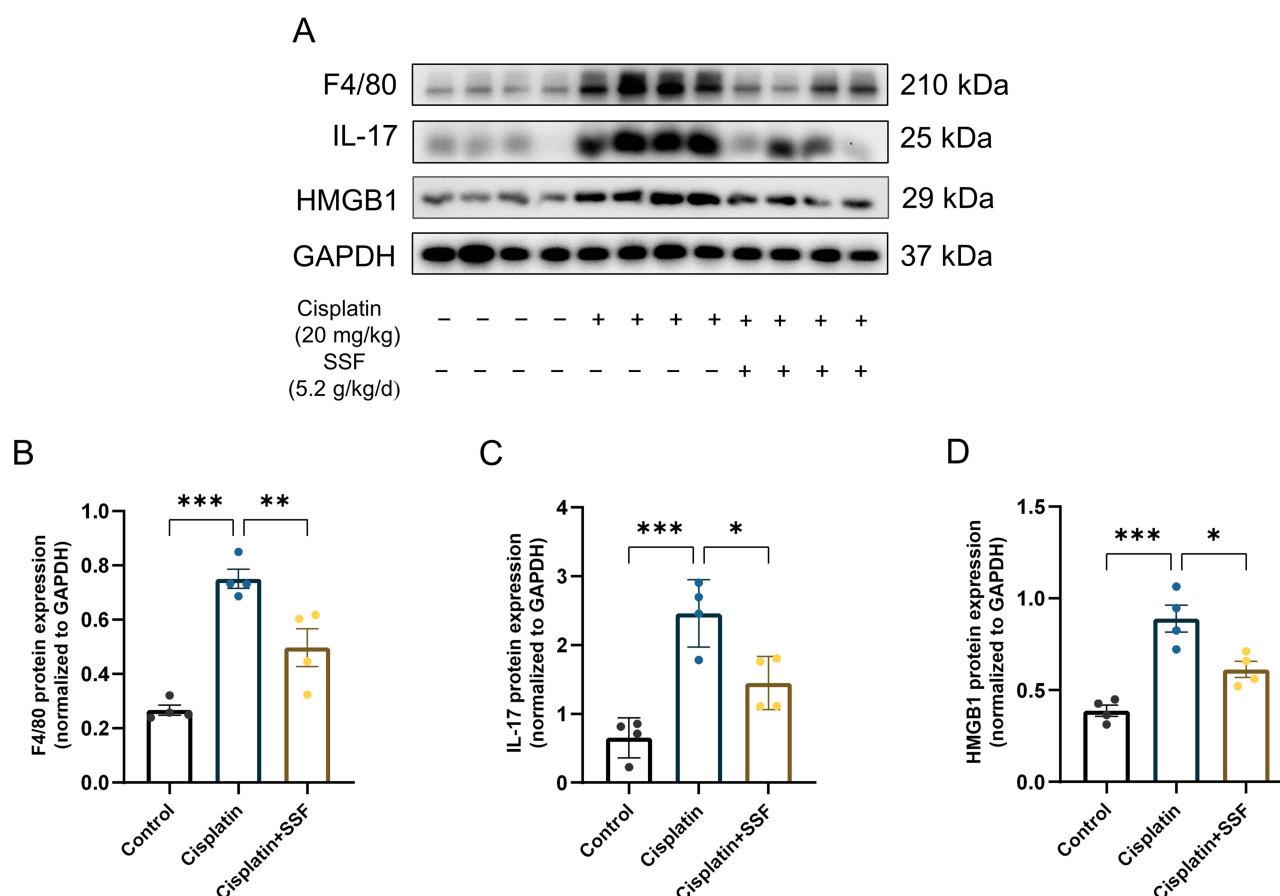 A
F4/80 210 kDa
IL-17 25 kDa
HMGB1 29 kDa
GAPDH 37 kDa
Cisplatin
(20 mg/kg) − − − − + + + + + + + +
SSF
(5.2 g/kg/d) − − − − − − − − + + + +
B
F4/80 protein expression
(normalized to GAPDH)
1.0
0.8
0.6
0.4
0.2
0.0
*** **
Control
Cisplatin
Cisplatin+SSF
C
IL-17 protein expression
(normalized to GAPDH)
4
3
2
1
0
*** *
Control
Cisplatin
Cisplatin+SSF
D
HMGB1 protein expression
(normalized to GAPDH)
1.5
1.0
0.5
0.0
*** *
Control
Cisplatin
Cisplatin+SSF